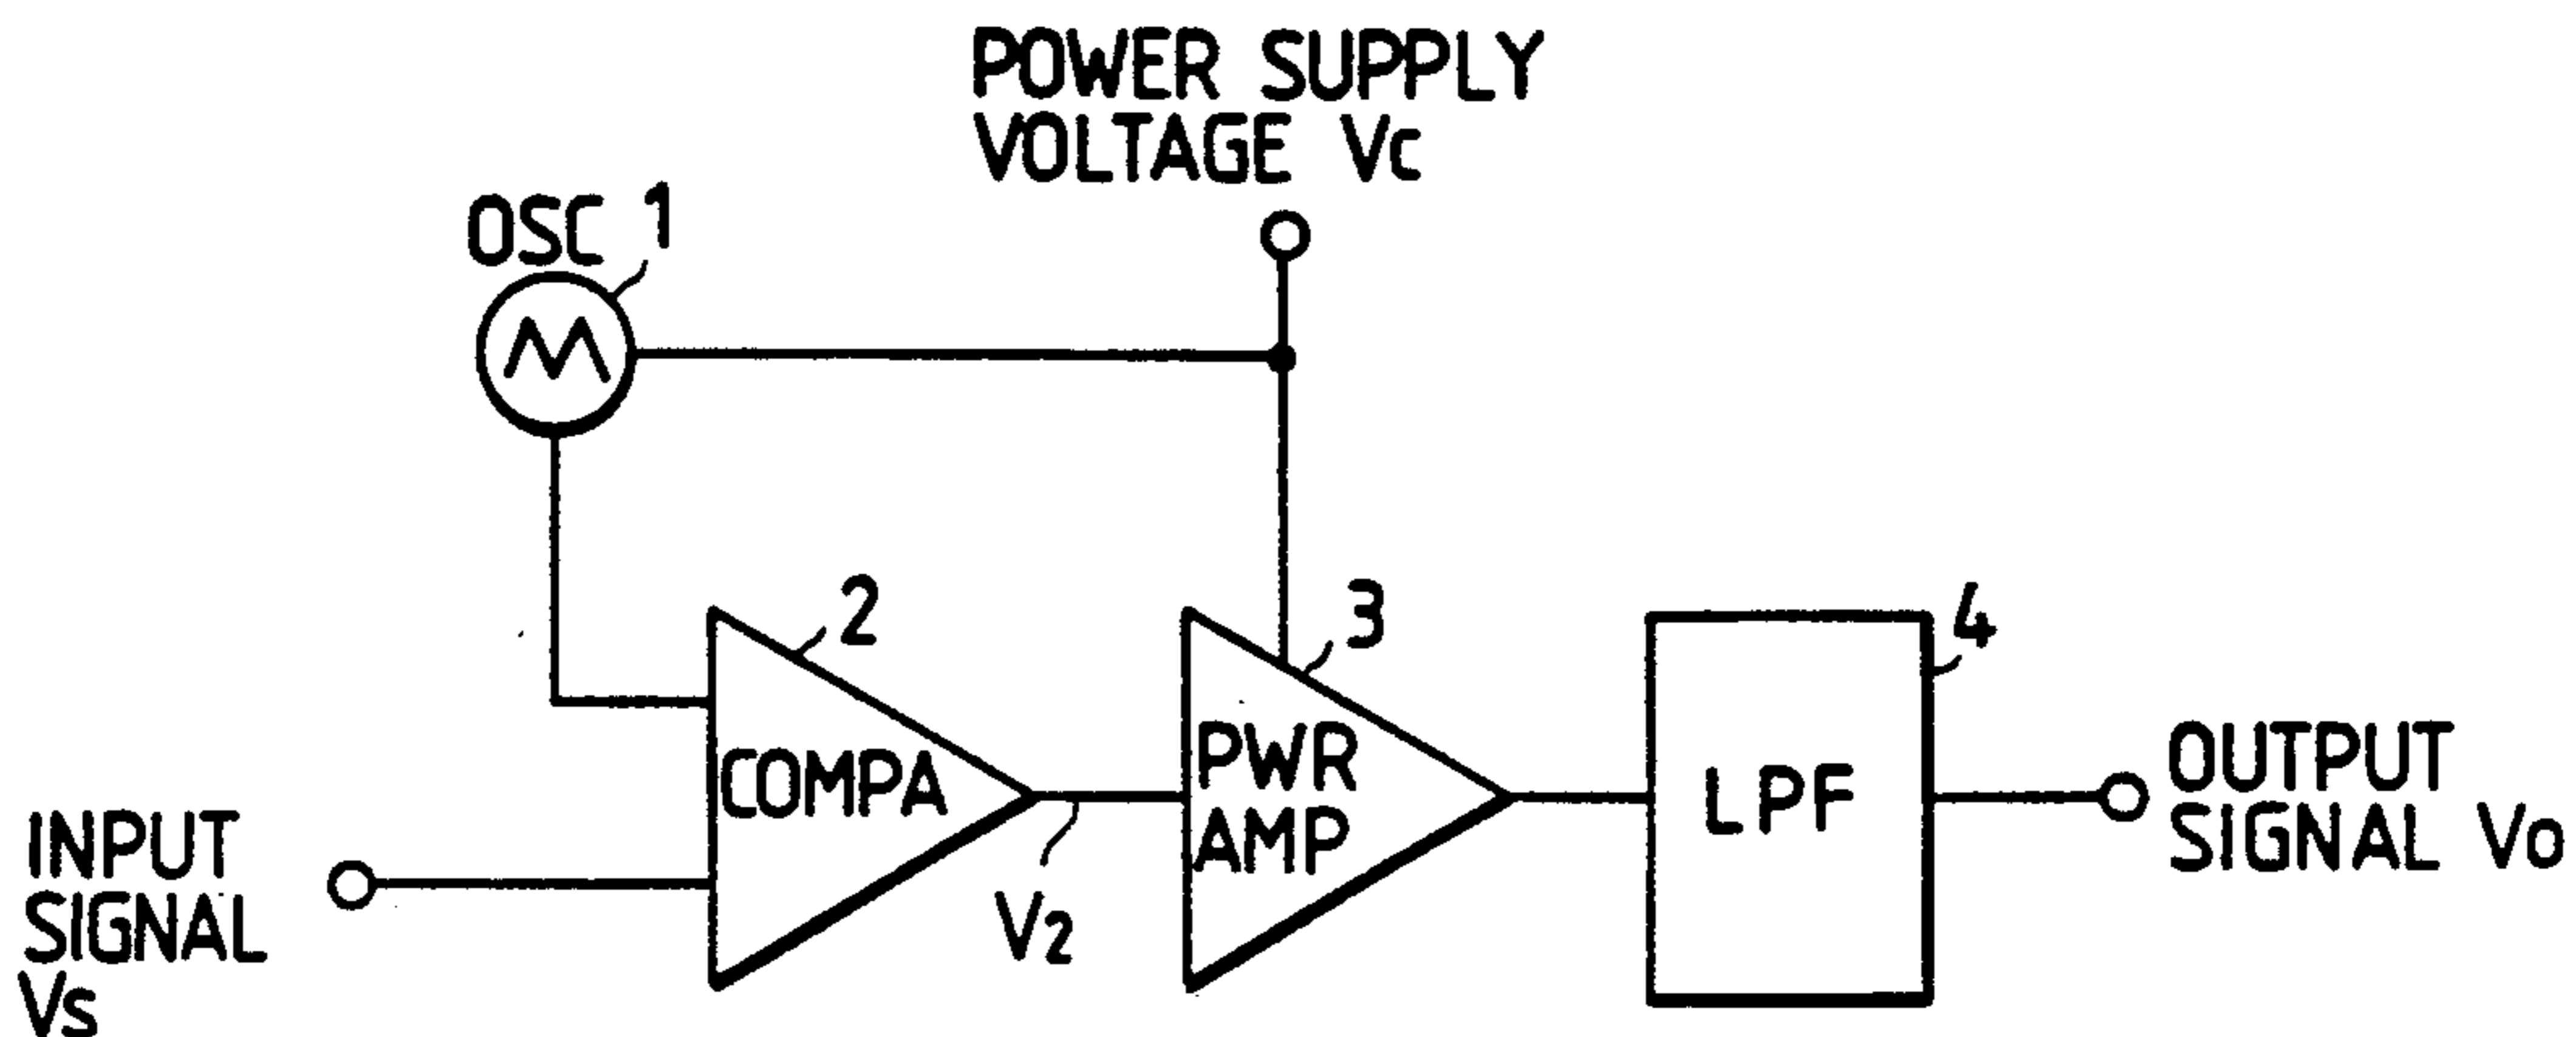 POWER SUPPLY
VOLTAGE Vc
OSC 1
2
3
4
COMPA
PWR
AMP
LPF
INPUT
SIGNAL
Vs
V2
OUTPUT
SIGNAL Vo